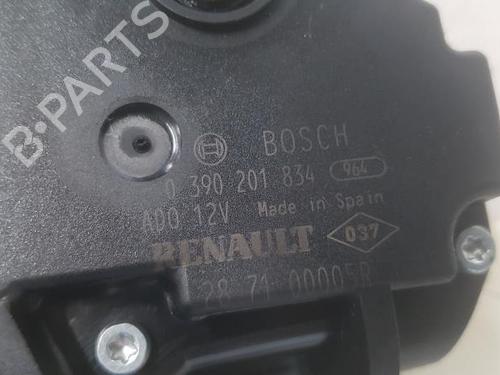 BOSCH
0 390 201 834 964
ADO 12V Made in Spain
RENAULT 037
28 71 00005R
B-PARTS